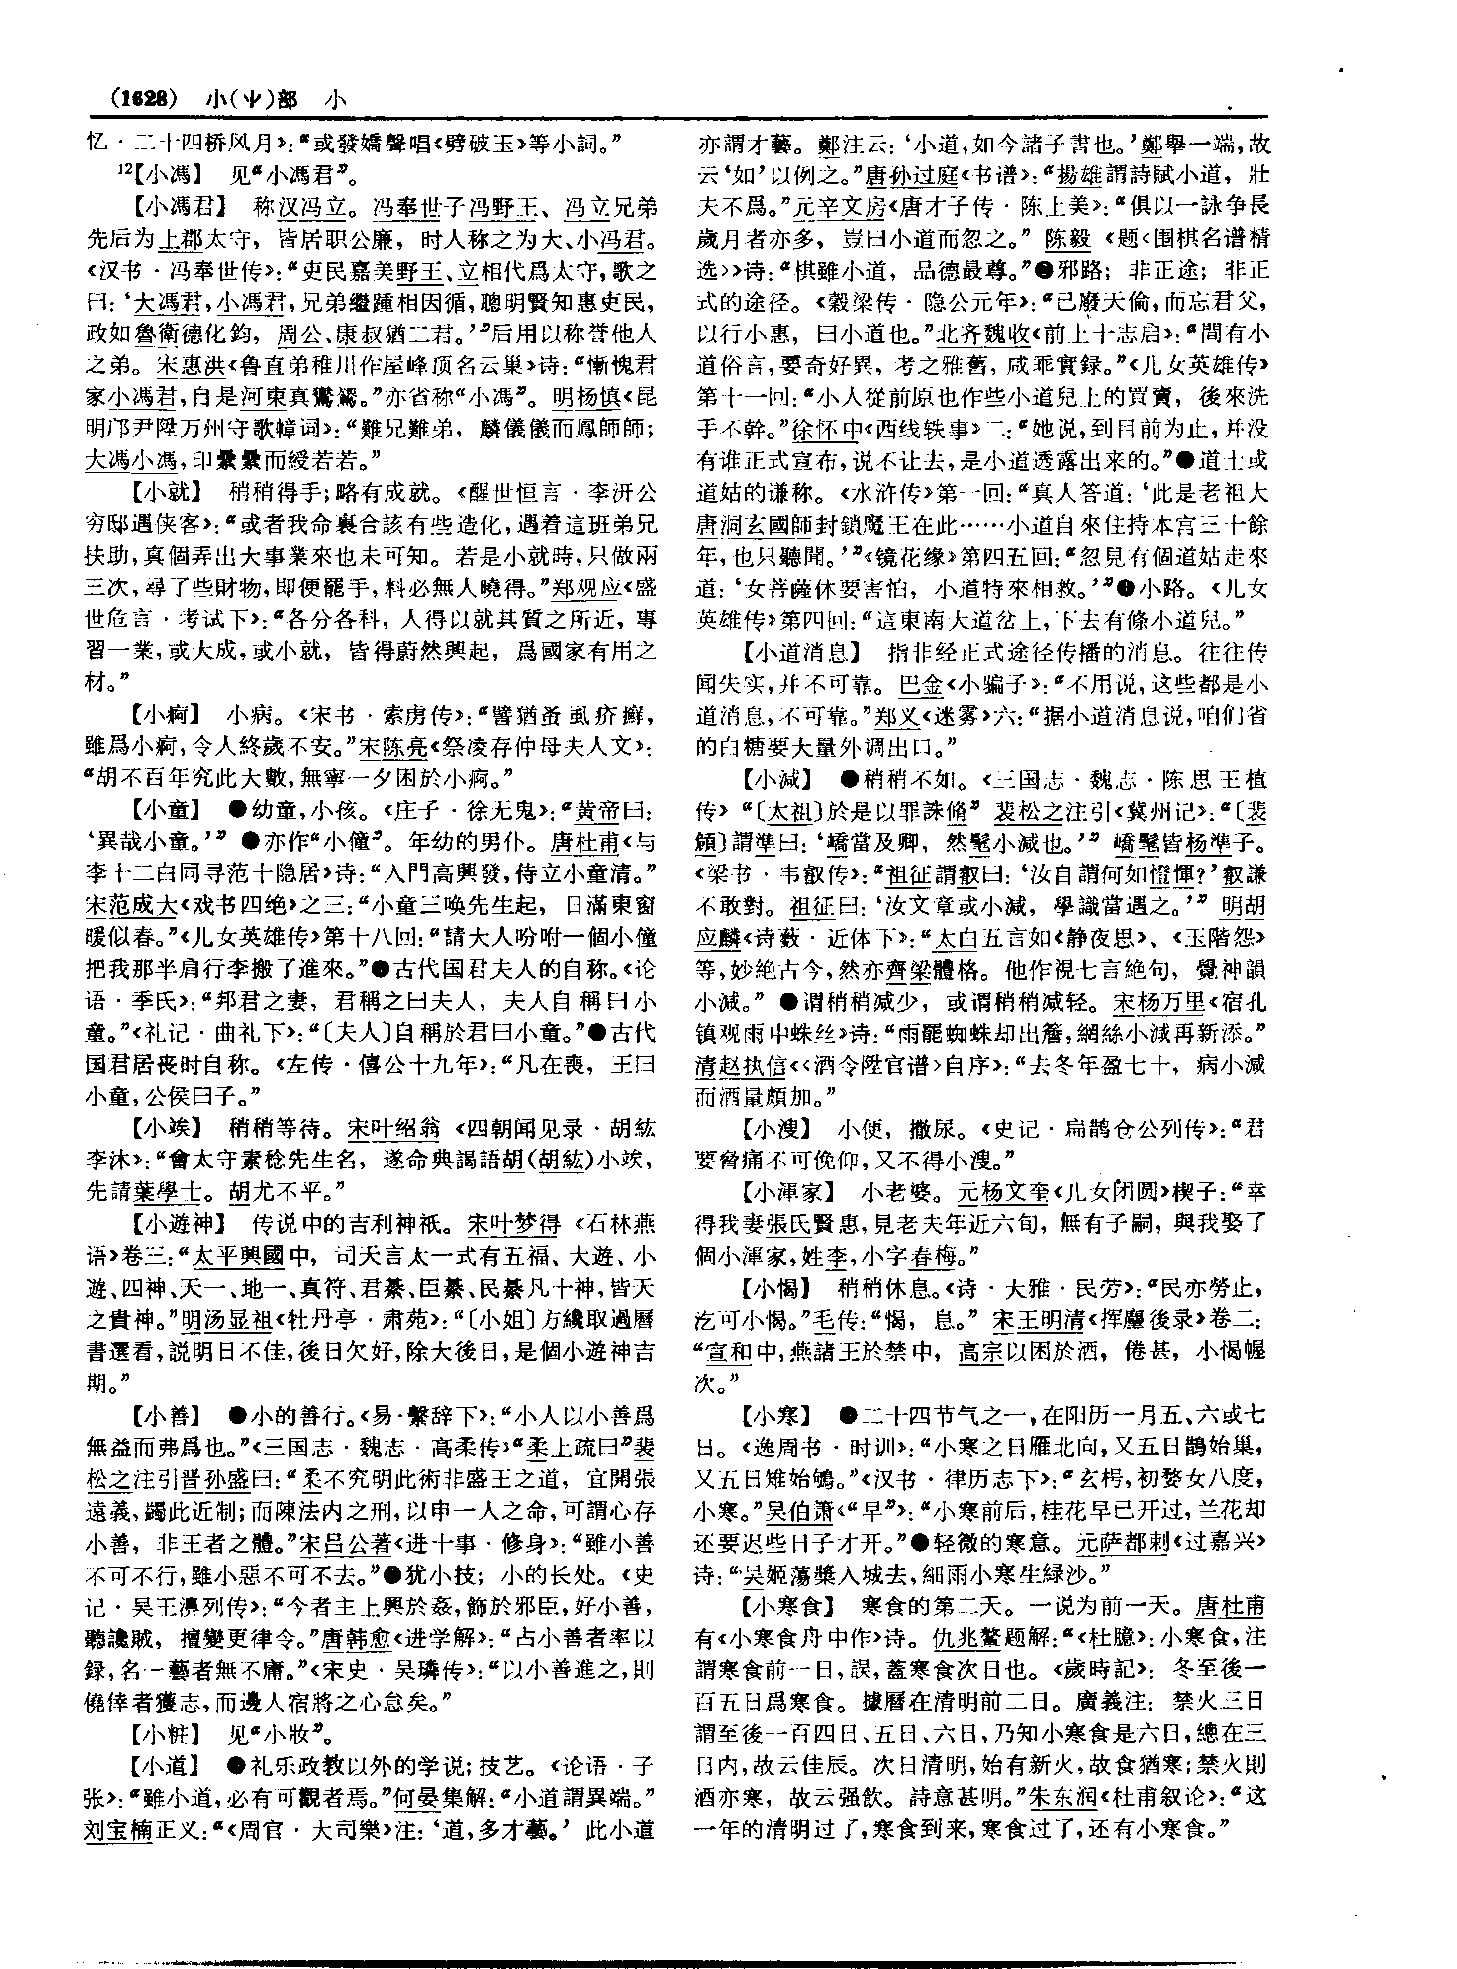 (1628) 小(⺌)部 小
忆·二十四桥风月》:“或發嬌聲唱《劈破玉》等小詞。”
12【小馮】 见“小馮君”。
【小馮君】 称汉冯立。冯奉世子冯野王、冯立兄弟
先后为上郡太守，皆居职公廉，时人称之为大、小冯君。
《汉书·冯奉世传》:“吏民嘉美野王、立相代爲太守,歌之
曰:‘大馮君,小馮君,兄弟繼踵相因循,聰明賢知惠吏民,
政如魯衛德化鈞，周公、康叔猶二君。’”后用以称誉他人
之弟。宋惠洪《鲁直弟稚川作屋峰顶名云巢》诗:“慚愧君
家小馮君,自是河東真鸑鷟。”亦省称“小馮”。明杨慎《昆
明邝尹陞万州守歌幛词》:“難兄難弟，麟儀儀而鳳師師；
大馮小馮,印纍纍而綬若若。”
【小就】 稍稍得手;略有成就。《醒世恒言·李汧公
穷邸遇侠客》:“或者我命裏合該有些造化,遇着這班弟兄
扶助,真個弄出大事業來也未可知。若是小就時,只做兩
三次,尋了些財物,即便罷手,料必無人曉得。”郑观应《盛
世危言·考试下》:“各分各科，人得以就其質之所近，專
習一業,或大成,或小就，皆得蔚然興起，爲國家有用之
材。”
【小痾】 小病。《宋书·索虏传》:“譬猶蚤虱疥癬，
雖爲小痾,令人終歲不安。”宋陈亮《祭凌存仲母夫人文》:
“胡不百年究此大數,無寧一夕困於小痾。”
【小童】 ●幼童,小孩。《庄子·徐无鬼》:“黄帝曰:
‘異哉小童。’” ●亦作“小僮”。年幼的男仆。唐杜甫《与
李十二白同寻范十隐居》诗:“入門高興發,侍立小童清。”
宋范成大《戏书四绝》之三:“小童三唤先生起，日滿東窗
暖似春。”《儿女英雄传》第十八回:“請大人吩咐一個小僮
把我那半肩行李搬了進來。”●古代国君夫人的自称。《论
语·季氏》:“邦君之妻，君稱之曰夫人，夫人自稱曰小
童。”《礼记·曲礼下》:“〔夫人〕自稱於君曰小童。”●古代
国君居丧时自称。《左传·僖公十九年》:“凡在喪，王曰
小童,公侯曰子。”
【小竢】 稍稍等待。宋叶绍翁《四朝闻见录·胡紘
李沐》:“會太守素稔先生名，遂命典謁語胡(胡紘)小竢，
先請葉學士。胡尤不平。”
【小遊神】 传说中的吉利神祇。宋叶梦得《石林燕
语》卷三:“太平興國中，司天言太一式有五福、大遊、小
遊、四神、天一、地一、真符、君綦、臣綦、民綦凡十神,皆天
之貴神。”明汤显祖《牡丹亭·肃苑》:“〔小姐〕方纔取過曆
書選看,説明日不佳,後日欠好,除大後日,是個小遊神吉
期。”
【小善】 ●小的善行。《易·繫辞下》:“小人以小善爲
無益而弗爲也。”《三国志·魏志·高柔传》“柔上疏曰”裴
松之注引晋孙盛曰:“柔不究明此術非盛王之道，宜開張
遠義、蠲此近制;而陳法内之刑,以申一人之命,可謂心存
小善，非王者之體。”宋吕公著《进十事·修身》:“雖小善
不可不行,雖小惡不可不去。”●犹小技；小的长处。《史
记·吴王濞列传》:“今者主上興於姦,飾於邪臣,好小善，
聽讒賊，擅變更律令。”唐韩愈《进学解》:“占小善者率以
録,名一藝者無不庸。”《宋史·吴璘传》:“以小善進之,則
僥倖者獲志,而邊人宿將之心怠矣。”
【小粧】 见“小妝”。
【小道】 ●礼乐政教以外的学说;技艺。《论语·子
张》:“雖小道,必有可觀者焉。”何晏集解:“小道謂異端。”
刘宝楠正义:“《周官·大司樂》注:‘道,多才藝。’此小道
亦謂才藝。鄭注云:‘小道,如今諸子書也。’鄭舉一端,故
云‘如’以例之。”唐孙过庭《书谱》:“揚雄謂詩賦小道，壯
夫不爲。”元辛文房《唐才子传·陈上美》:“俱以一詠争長
歲月者亦多，豈曰小道而忽之。”陈毅《题〈围棋名谱精
选〉》诗:“棋雖小道，品德最尊。”●邪路；非正途；非正
式的途径。《穀梁传·隐公元年》:“已廢天倫,而忘君父,
以行小惠，曰小道也。”北齐魏收《前上十志启》:“間有小
道俗言,要奇好異，考之雅舊，咸乖實録。”《儿女英雄传》
第十一回:“小人從前原也作些小道兒上的買賣，後來洗
手不幹。”徐怀中《西线轶事》二:“她说,到目前为止,并没
有谁正式宣布,说不让去,是小道透露出来的。”●道士或
道姑的谦称。《水浒传》第一回:“真人答道:‘此是老祖大
唐洞玄國師封鎖魔王在此……小道自來住持本宫三十餘
年,也只聽聞。’”《镜花缘》第四五回:“忽見有個道姑走來
道:‘女菩薩休要害怕，小道特來相救。’”●小路。《儿女
英雄传》第四回:“這東南大道岔上,下去有條小道兒。”
【小道消息】 指非经正式途径传播的消息。往往传
闻失实,并不可靠。巴金《小骗子》:“不用说,这些都是小
道消息,不可靠。”郑义《迷雾》六:“据小道消息说,咱们省
的白糖要大量外调出口。”
【小減】 ●稍稍不如。《三国志·魏志·陈思王植
传》“〔太祖〕於是以罪誅脩” 裴松之注引《冀州记》:“〔裴
頠〕謂準曰:‘嶠當及卿，然髦小減也。’” 嶠髦皆杨準子。
《梁书·韦叡传》:“祖征謂叡曰:‘汝自謂何如憕惲?’叡謙
不敢對。祖征曰:‘汝文章或小減，學識當過之。’” 明胡
应麟《诗薮·近体下》:“太白五言如《静夜思》、《玉階怨》
等,妙絶古今,然亦齊梁體格。他作視七言絶句，覺神韻
小減。” ●谓稍稍减少，或谓稍稍减轻。宋杨万里《宿孔
镇观雨中蛛丝》诗:“雨罷蜘蛛却出簷,網絲小減再新添。”
清赵执信《〈酒令陞官谱〉自序》:“去冬年盈七十，病小減
而酒量頗加。”
【小溲】 小便，撒尿。《史记·扁鹊仓公列传》:“君
要脅痛不可俛仰,又不得小溲。”
【小渾家】 小老婆。元杨文奎《儿女团圆》楔子:“幸
得我妻張氏賢惠,見老夫年近六旬，無有子嗣，與我娶了
個小渾家,姓李,小字春梅。”
【小愒】 稍稍休息。《诗·大雅·民劳》:“民亦勞止，
汔可小愒。”毛传:“愒，息。” 宋王明清《挥麈後录》卷二:
“宣和中,燕諸王於禁中，高宗以困於酒，倦甚，小愒幄
次。”
【小寒】 ●二十四节气之一,在阳历一月五、六或七
日。《逸周书·时训》:“小寒之日雁北向,又五日鵲始巢，
又五日雉始鴝。”《汉书·律历志下》:“玄枵,初婺女八度，
小寒。”吴伯萧《“早”》:“小寒前后,桂花早已开过,兰花却
还要迟些日子才开。”●轻微的寒意。元萨都剌《过嘉兴》
诗:“吴姬蕩槳入城去,細雨小寒生緑沙。”
【小寒食】 寒食的第二天。一说为前一天。唐杜甫
有《小寒食舟中作》诗。仇兆鳌题解:“《杜臆》:小寒食,注
謂寒食前一日,誤,蓋寒食次日也。《歲時記》：冬至後一
百五日爲寒食。據曆在清明前二日。廣義注：禁火三日
謂至後一百四日、五日、六日,乃知小寒食是六日,總在三
日内,故云佳辰。次日清明,始有新火,故食猶寒;禁火則
酒亦寒，故云强飲。詩意甚明。”朱东润《杜甫叙论》:“这
一年的清明过了,寒食到来,寒食过了,还有小寒食。”